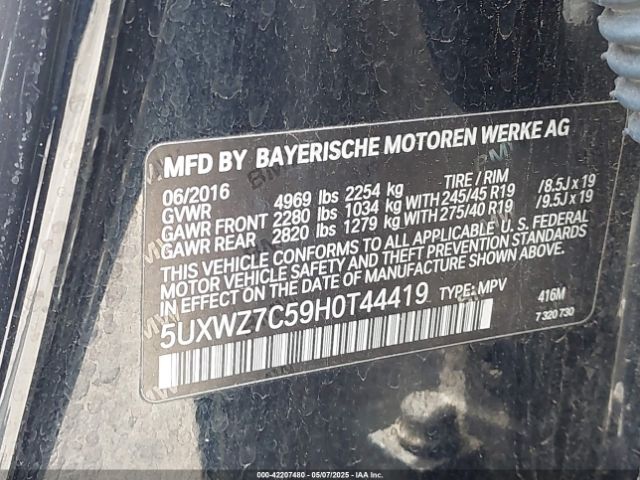 MFD BY BAYERISCHE MOTOREN WERKE AG
06/2016 TIRE/RIM
GVWR 4969 lbs 2254 kg
GAWR FRONT 2280 lbs 1034 kg WITH 245/45 R19 /8.5J x 19
GAWR REAR 2820 lbs 1279 kg WITH 275/40 R19 /9.5J x 19
THIS VEHICLE CONFORMS TO ALL APPLICABLE U. S. FEDERAL
MOTOR VEHICLE SAFETY AND THEFT PREVENTION STANDARDS
IN EFFECT ON THE DATE OF MANUFACTURE SHOWN ABOVE.
5UXWZ7C59H0T44419 TYPE: MPV 416M
7 320 730
000-42207480 - 05/07/2025 - IAA Inc.